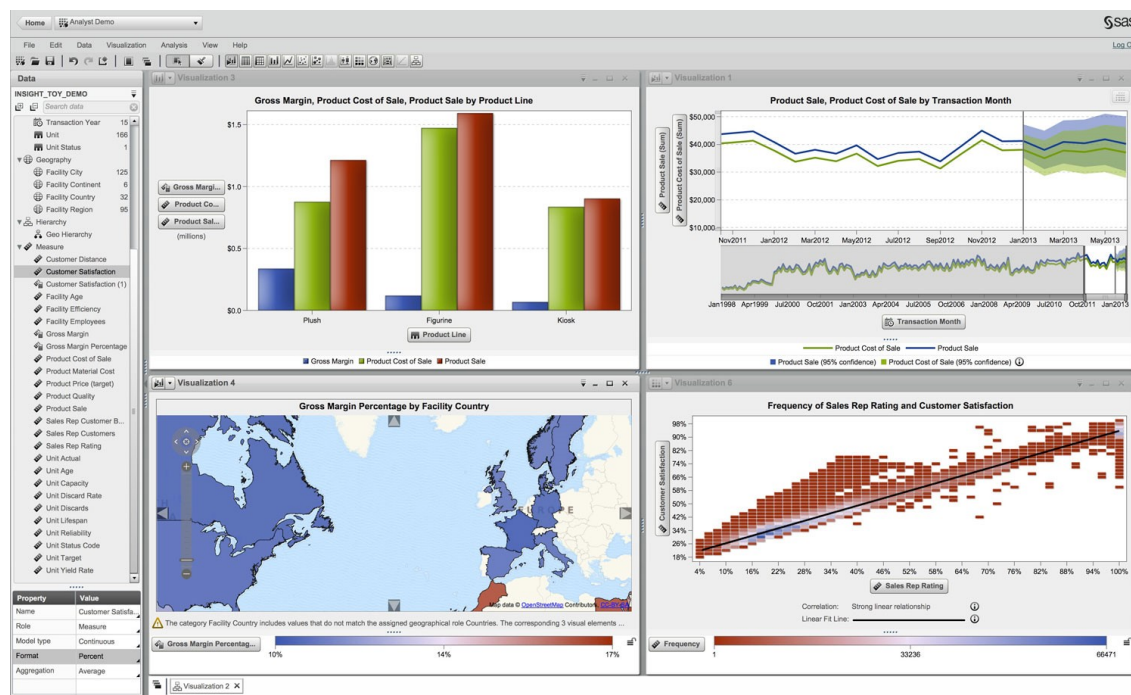 Home
Analyst Demo
sas
File Edit Data Visualization Analysis View Help
Data
INSIGHT_TOY_DEMO
Search data
Transaction Year 15
Unit 166
Unit Status 1
Geography
Facility City 125
Facility Continent 6
Facility Country 32
Facility Region 95
Hierarchy
Geo Hierarchy
Measure
Customer Distance
Customer Satisfaction
Customer Satisfaction (1)
Facility Age
Facility Efficiency
Facility Employees
Gross Margin
Gross Margin Percentage
Product Cost of Sale
Product Material Cost
Product Price (target)
Product Quality
Product Sale
Sales Rep Customer B...
Sales Rep Customers
Sales Rep Rating
Unit Actual
Unit Age
Unit Capacity
Unit Discard Rate
Unit Discards
Unit Lifespan
Unit Reliability
Unit Status Code
Unit Target
Unit Yield Rate
Property Value
Name Customer Satisfa...
Role Measure
Model type Continuous
Format Percent
Aggregation Average
Visualization 3
Gross Margin, Product Cost of Sale, Product Sale by Product Line
Gross Margi...
Product Co...
Product Sal...
(millions)
$1.5
$1.0
$0.5
$0.0
Plush Figurine Kiosk
Product Line
Gross Margin Product Cost of Sale Product Sale
Visualization 1
Product Sale, Product Cost of Sale by Transaction Month
Product Sale (Sum)
Product Cost of Sale (Sum)
$50,000
$40,000
$30,000
$20,000
$10,000
Nov2011 Jan2012 Mar2012 May2012 Jul2012 Sep2012 Nov2012 Jan2013 Mar2013 May2013
Jan1998 Apr1999 Jul2000 Oct2001 Jan2003 Apr2004 Jul2005 Oct2006 Jan2008 Apr2009 Jul2010 Oct2011 Jan2013
Transaction Month
Product Cost of Sale Product Sale
Product Sale (95% confidence) Product Cost of Sale (95% confidence)
Visualization 4
Gross Margin Percentage by Facility Country
EUROPE
Map data © OpenStreetMap Contributors,
The category Facility Country includes values that do not match the assigned geographical role Countries. The corresponding 3 visual elements ...
Gross Margin Percentag...
10% 14% 17%
Visualization 6
Frequency of Sales Rep Rating and Customer Satisfaction
Customer Satisfaction
98%
90%
82%
74%
66%
58%
50%
42%
34%
26%
18%
4% 10% 16% 22% 28% 34% 40% 46% 52% 58% 64% 70% 76% 82% 88% 94% 100%
Sales Rep Rating
Correlation: Strong linear relationship
Linear Fit Line:
Frequency
1 33236 66471
Visualization 2